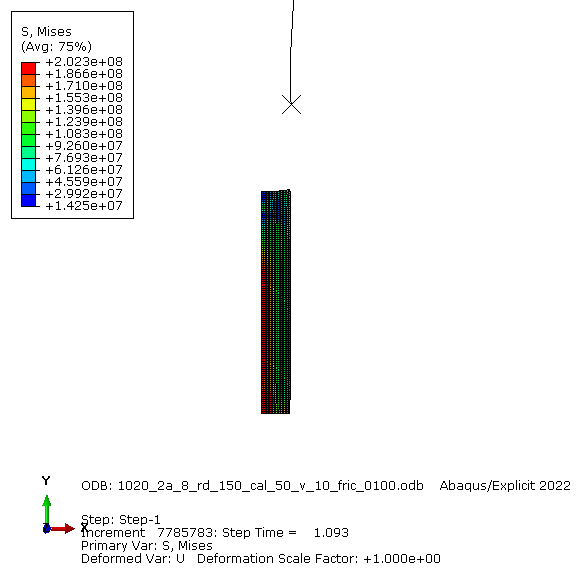 S, Mises
(Avg: 75%)
+2.023e+08
+1.866e+08
+1.710e+08
+1.553e+08
+1.396e+08
+1.239e+08
+1.083e+08
+9.260e+07
+7.693e+07
+6.126e+07
+4.559e+07
+2.992e+07
+1.425e+07
Y
X
ODB: 1020_2a_8_rd_150_cal_50_v_10_fric_0100.odb Abaqus/Explicit 2022
Step: Step-1
Increment 7785783: Step Time = 1.093
Primary Var: S, Mises
Deformed Var: U Deformation Scale Factor: +1.000e+00